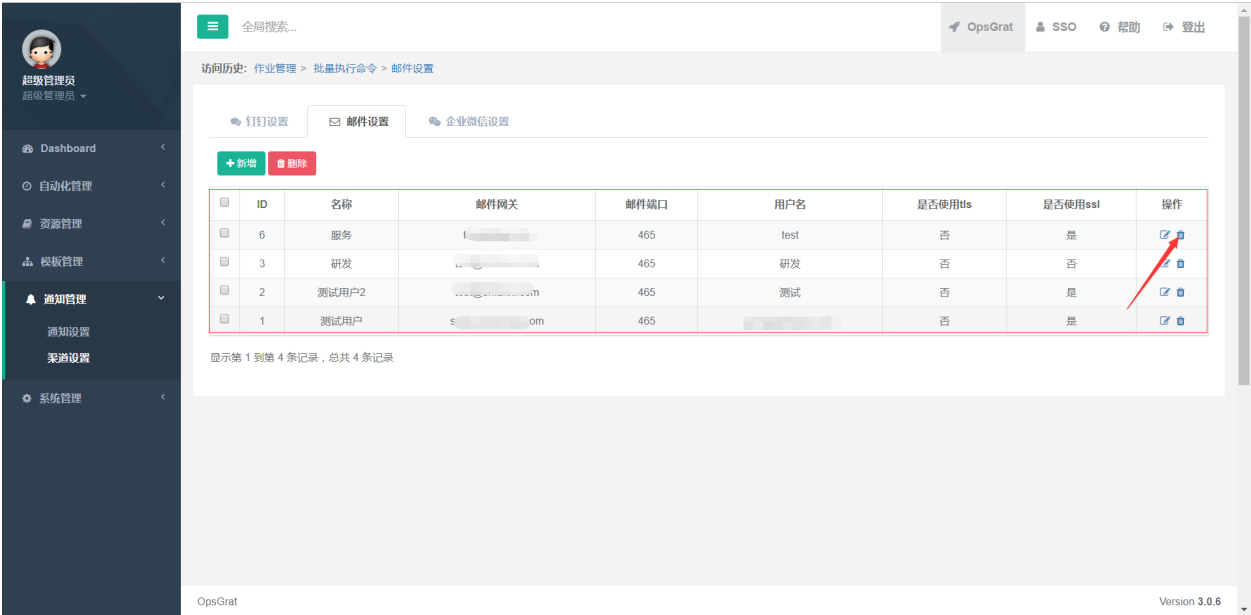 全局搜索...
OpsGrat SSO 帮助 登出
超级管理员
超级管理员
访问历史: 作业管理 > 批量执行命令 > 邮件设置
钉钉设置 邮件设置 企业微信设置
新增 删除
Dashboard
自动化管理
资源管理
模板管理
通知管理
通知设置
渠道设置
系统管理
ID 名称 邮件网关 邮件端口 用户名 是否使用tls 是否使用ssl 操作
6 服务 465 test 否 是
3 研发 465 研发 否 否
2 测试用户2 465 测试 否 是
1 测试用户 s om 465 否 是
显示第 1 到第 4 条记录，总共 4 条记录
OpsGrat
Version 3.0.6